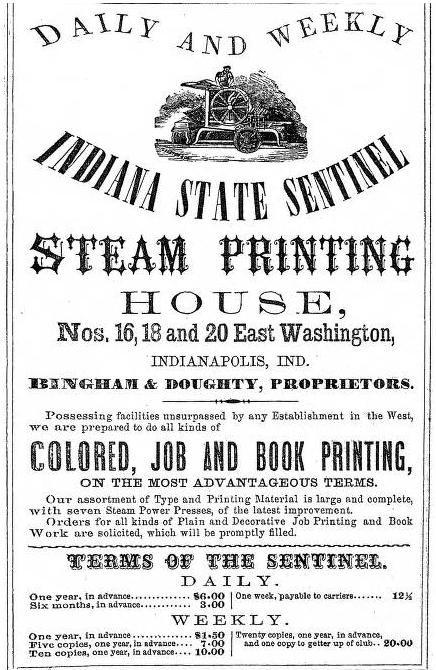 DAILY AND WEEKLY
INDIANA STATE SENTINEL
STEAM PRINTING
HOUSE,
Nos. 16, 18 and 20 East Washington,
INDIANAPOLIS, IND.
BINGHAM & DOUGHTY, PROPRIETORS.
Possessing facilities unsurpassed by any Establishment in the West,
we are prepared to do all kinds of
COLORED, JOB AND BOOK PRINTING,
ON THE MOST ADVANTAGEOUS TERMS.
Our assortment of Type and Printing Material is large and complete,
with seven Steam Power Presses, of the latest improvement.
Orders for all kinds of Plain and Decorative Job Printing and Book
Work are solicited, which will be promptly filled.
TERMS OF THE SENTINEL.
DAILY.
One year, in advance.............$6.00
Six months, in advance........... 3.00
One week, payable to carriers...... 12½
WEEKLY.
One year, in advance.............$1.50
Five copies, one year, in advance.... 7.00
Ten copies, one year, in advance.... 10.00
Twenty copies, one year, in advance,
and one copy to getter up of club.. 20.00